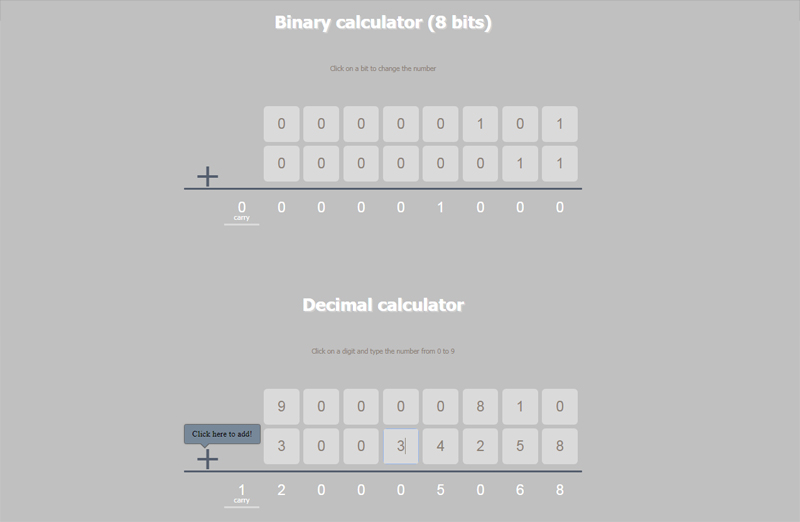 Binary calculator (8 bits)
Click on a bit to change the number
0 0 0 0 0 1 0 1
+ 0 0 0 0 0 0 1 1
0 0 0 0 0 1 0 0 0
carry
Decimal calculator
Click on a digit and type the number from 0 to 9
9 0 0 0 0 8 1 0
Click here to add!
+ 3 0 0 3 4 2 5 8
1 2 0 0 0 5 0 6 8
carry